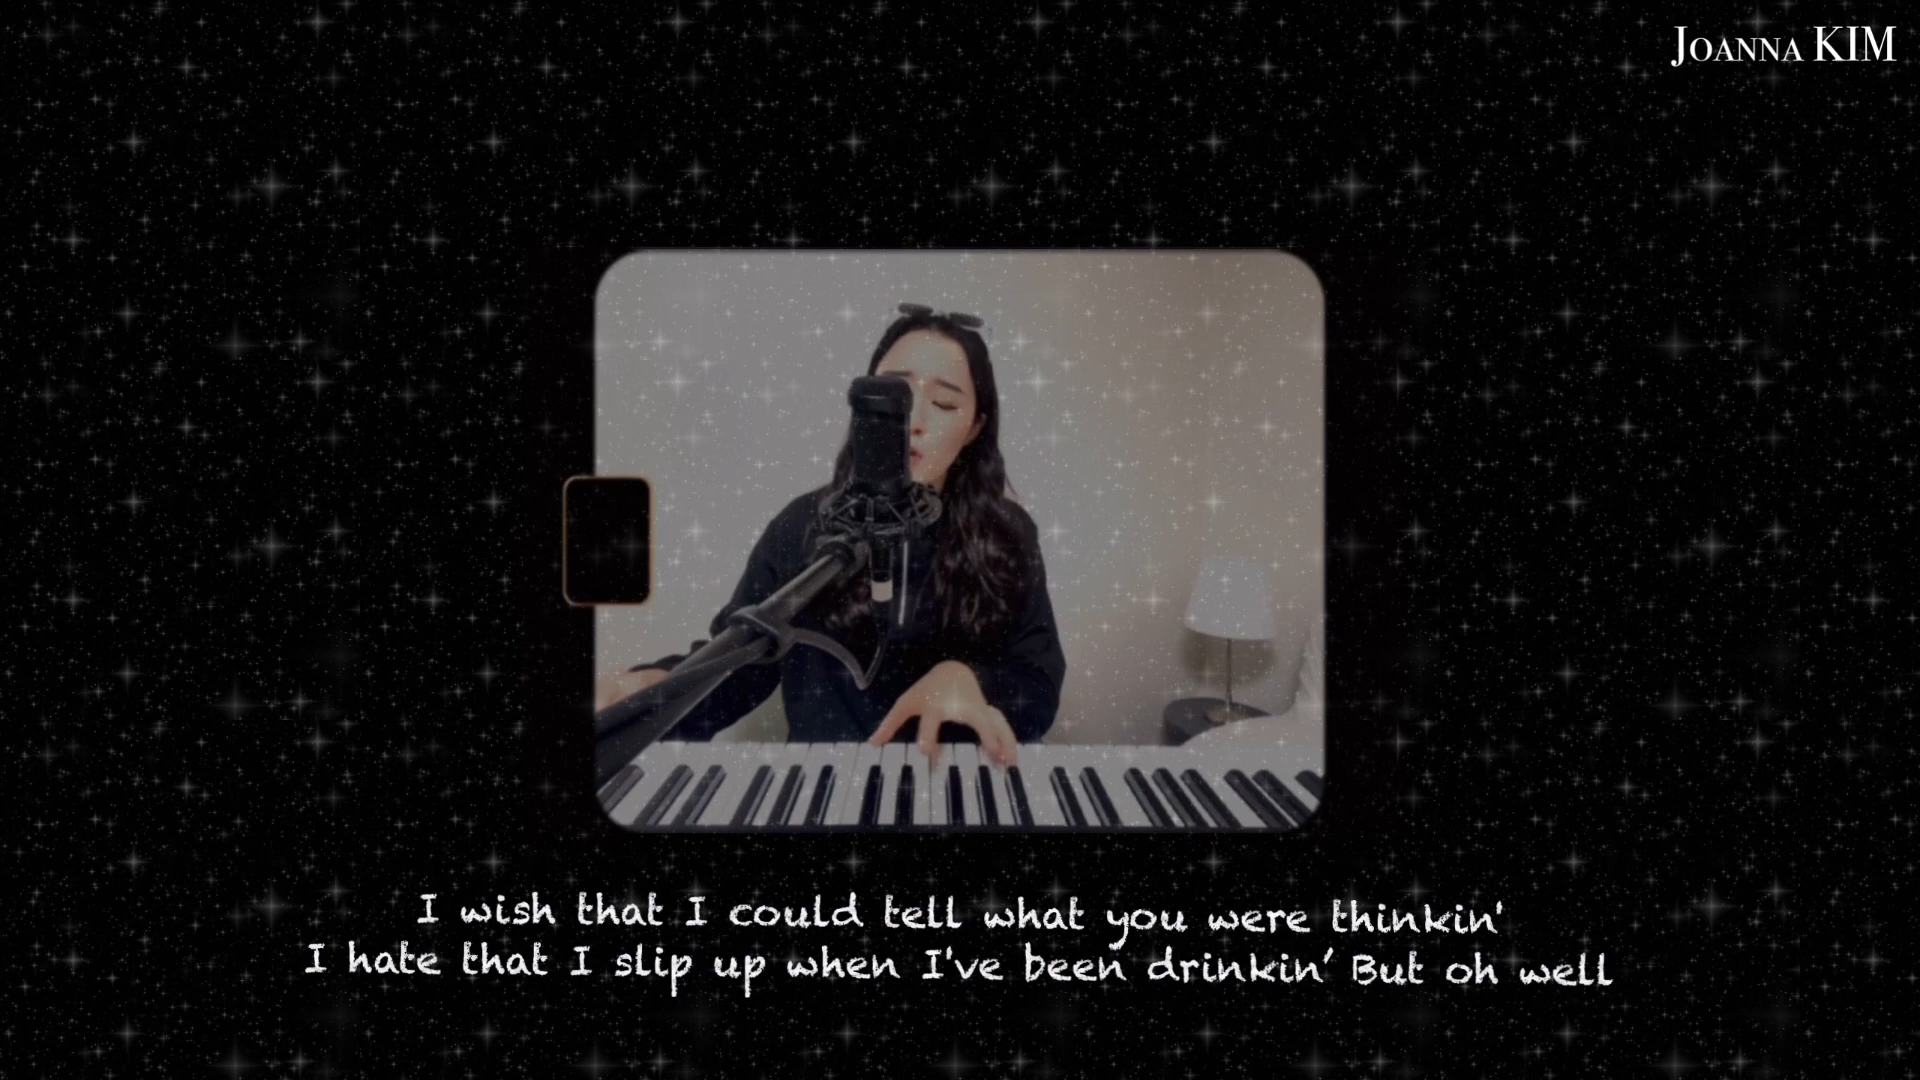 JOANNA KIM
I wish that I could tell what you were thinkin'
I hate that I slip up when I've been drinkin' But oh well